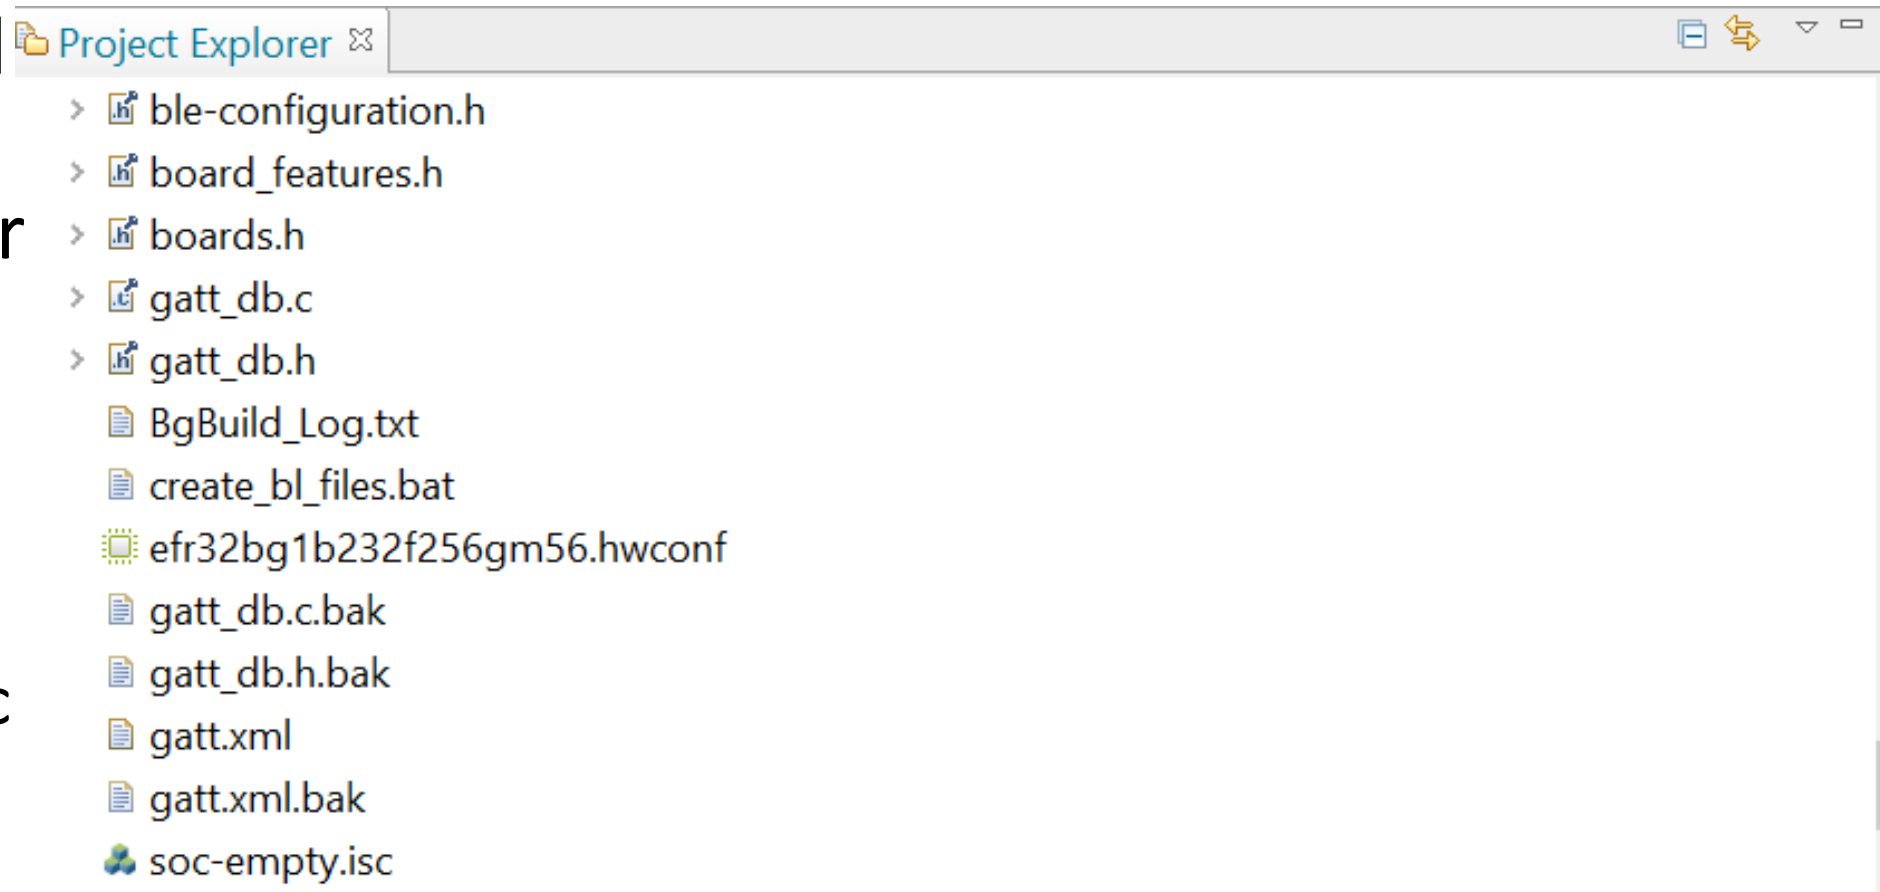 Project Explorer
ble-configuration.h
board_features.h
r
boards.h
gatt_db.c
gatt_db.h
BgBuild_Log.txt
create_bl_files.bat
efr32bg1b232f256gm56.hwconf
gatt_db.c.bak
gatt_db.h.bak
c
gatt.xml
gatt.xml.bak
soc-empty.isc